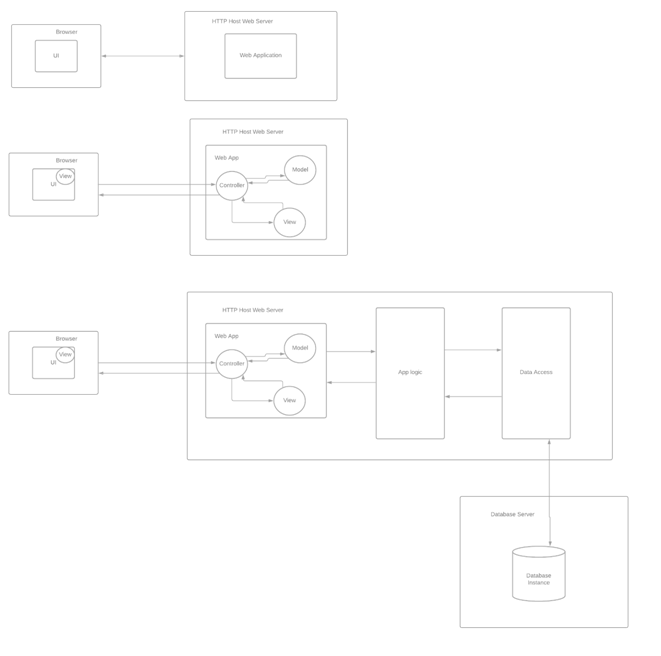 HTTP Host Web Server
Browser
UI
Web Application
HTTP Host Web Server
Browser
Web App
View
UI
Controller
Model
View
HTTP Host Web Server
Browser
Web App
View
UI
Controller
Model
View
App logic
Data Access
Database Server
Database
Instance